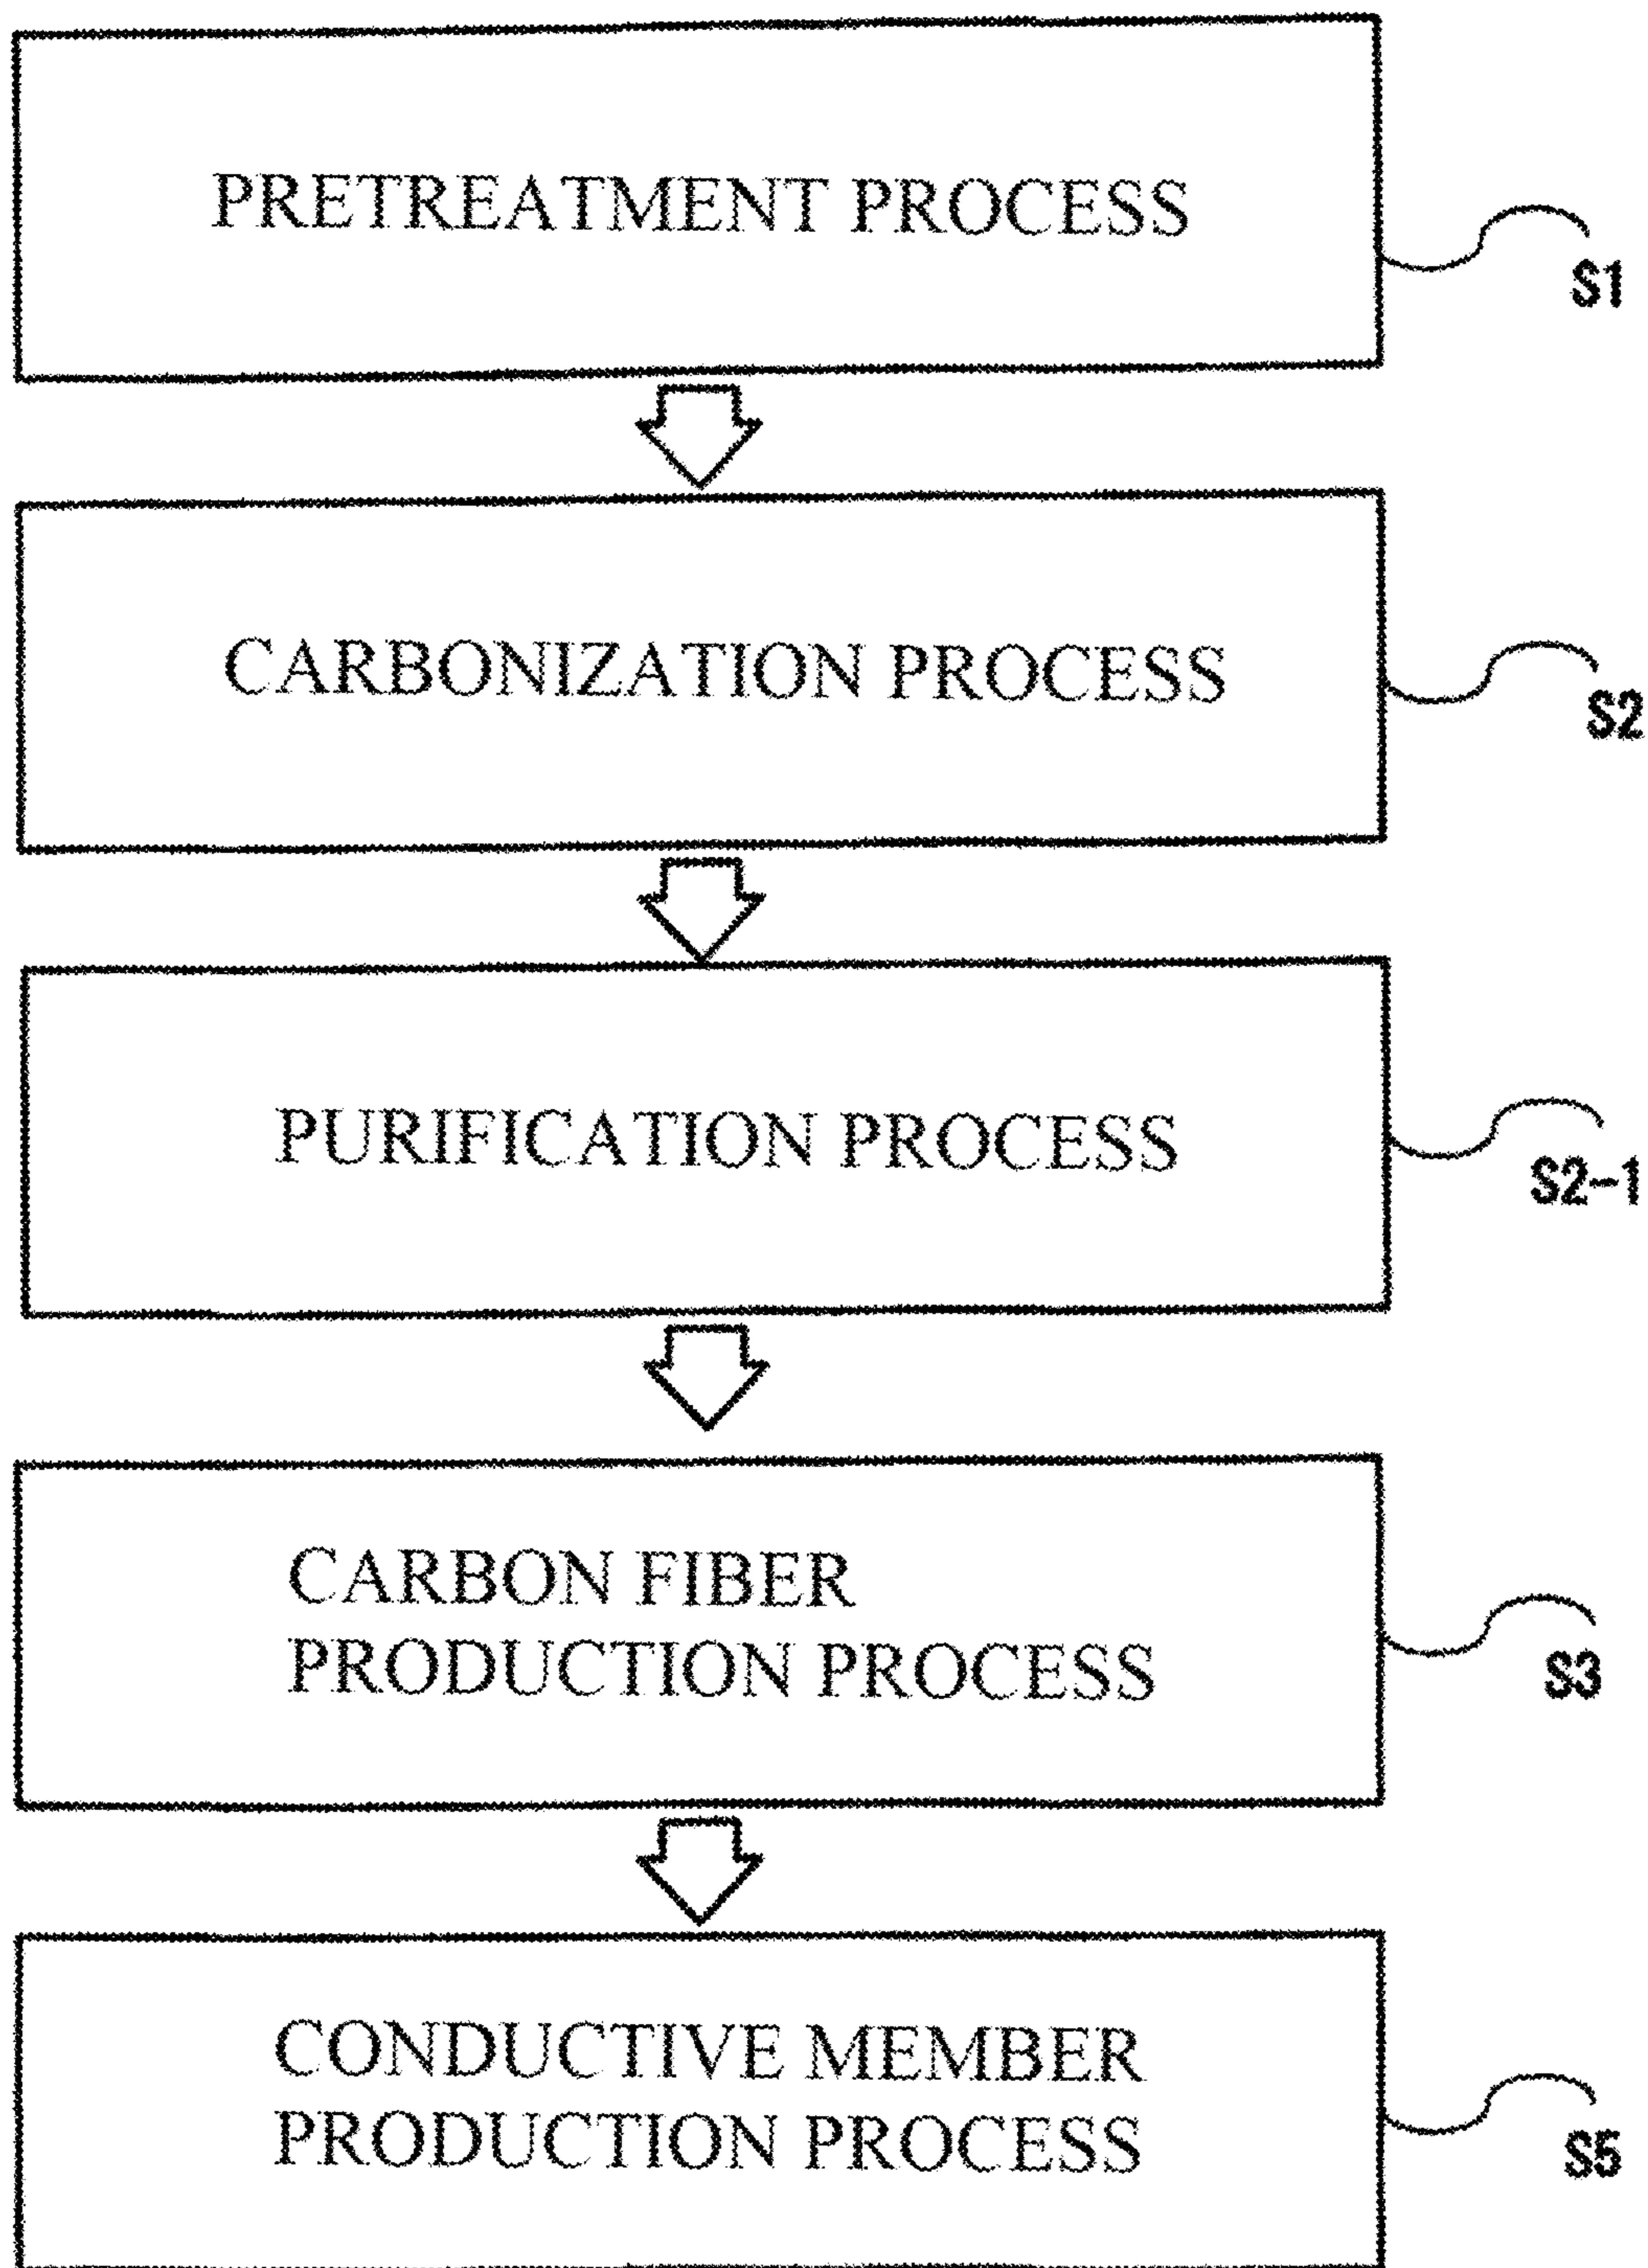 PRETREATMENT PROCESS
S1
CARBONIZATION PROCESS
S2
PURIFICATION PROCESS
S2-1
CARBON FIBER
PRODUCTION PROCESS
S3
CONDUCTIVE MEMBER
PRODUCTION PROCESS
S5